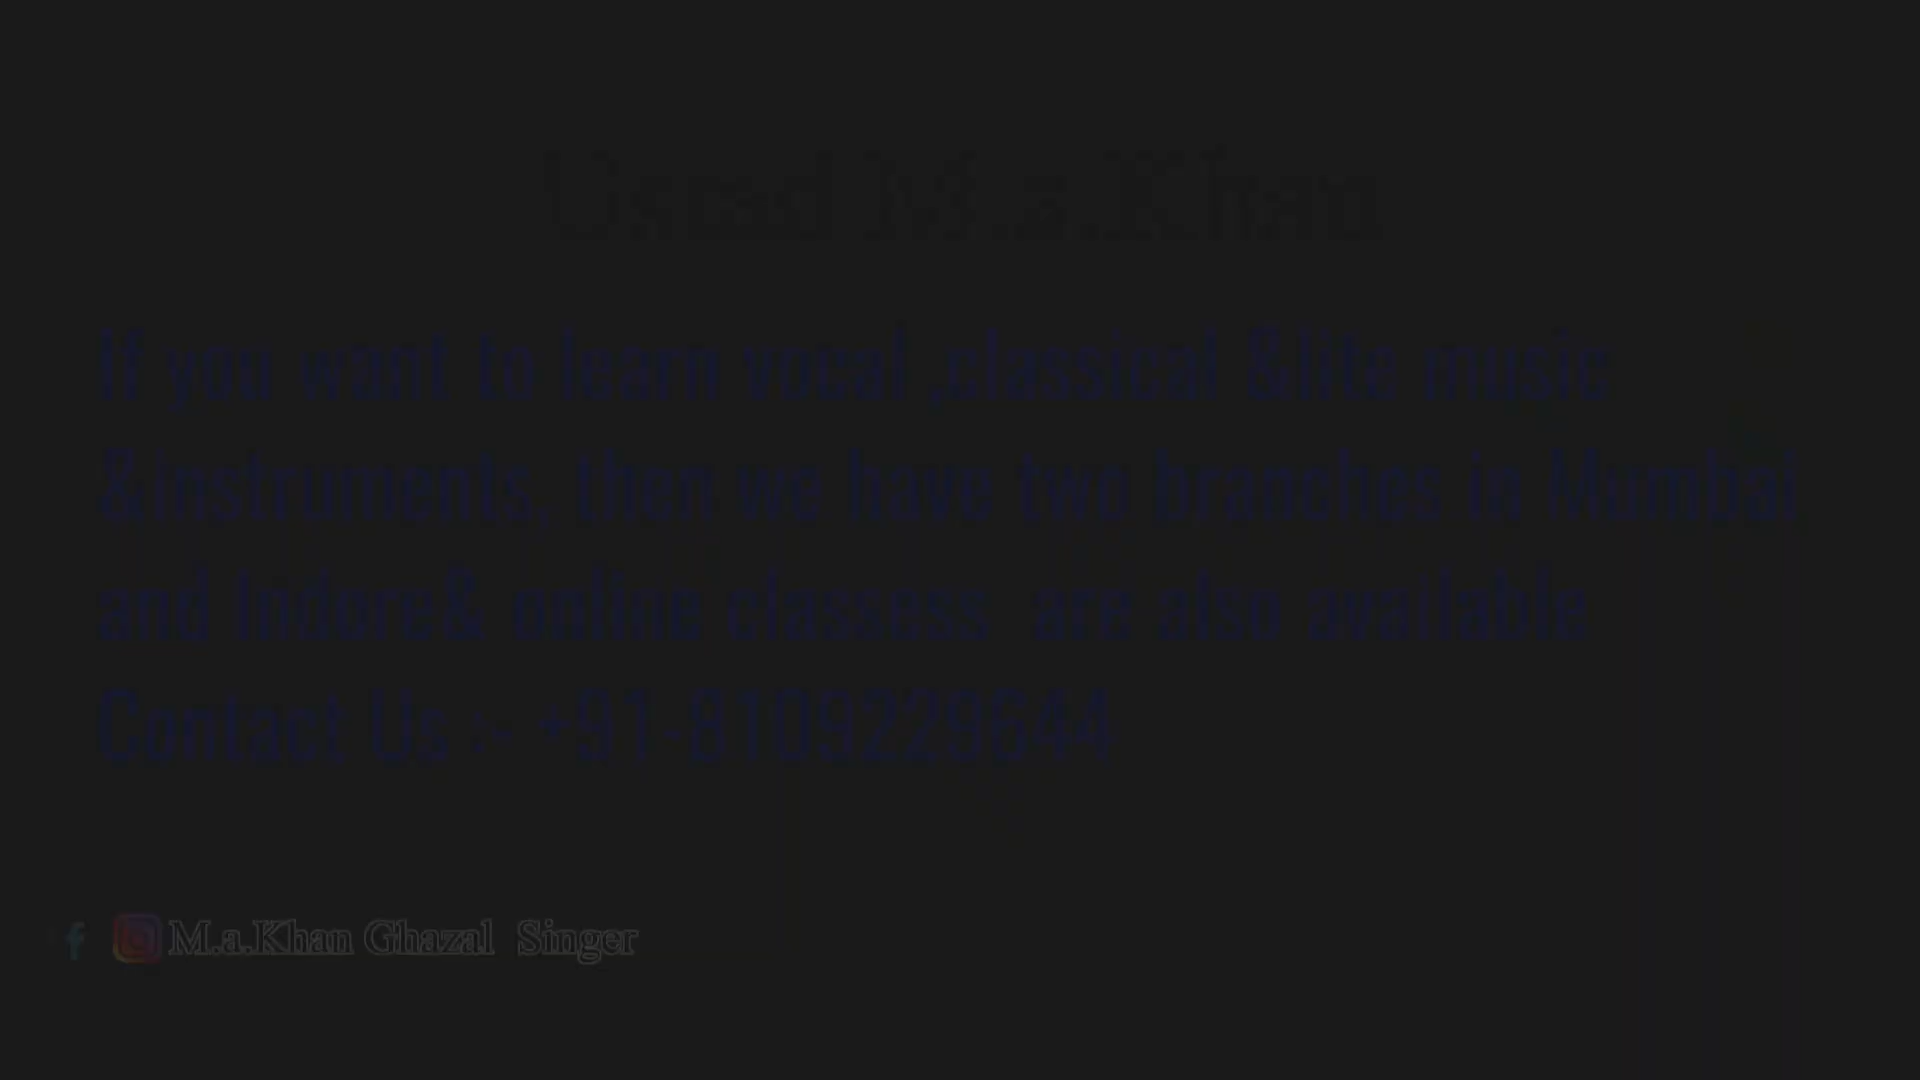 Ustad M.a.Khan
If you want to learn vocal ,classical &lite music
&instruments, then we have two branches in Mumbai
and Indore& online classess are also available
Contact Us :- +91-8109229644
M.a.Khan Ghazal Singer